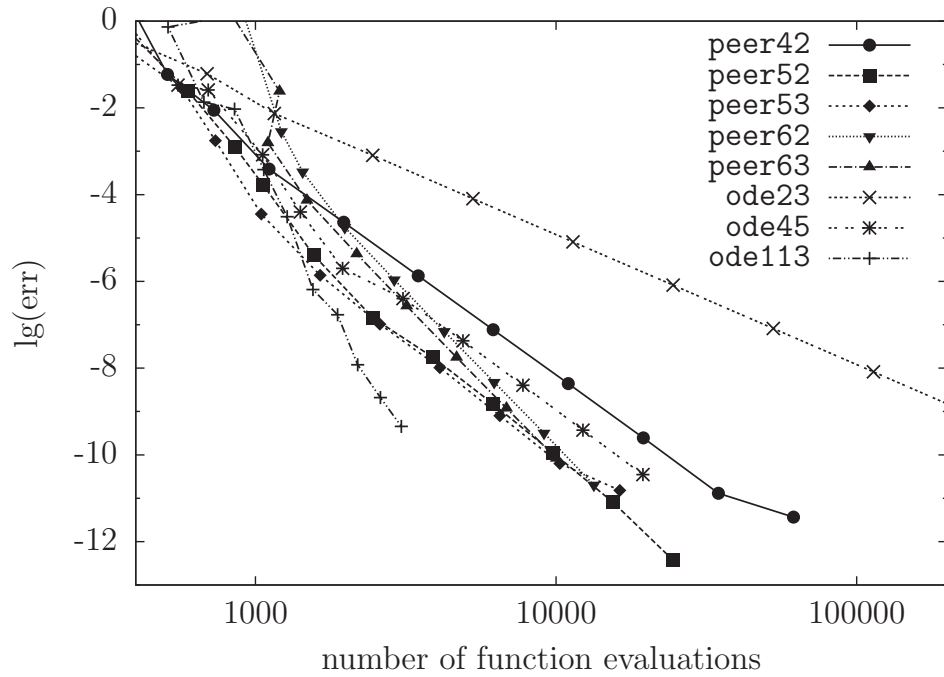 0
-2
-4
-6
-8
-10
-12
lg(err)
1000
10000
100000
number of function evaluations
peer42
peer52
peer53
peer62
peer63
ode23
ode45
ode113